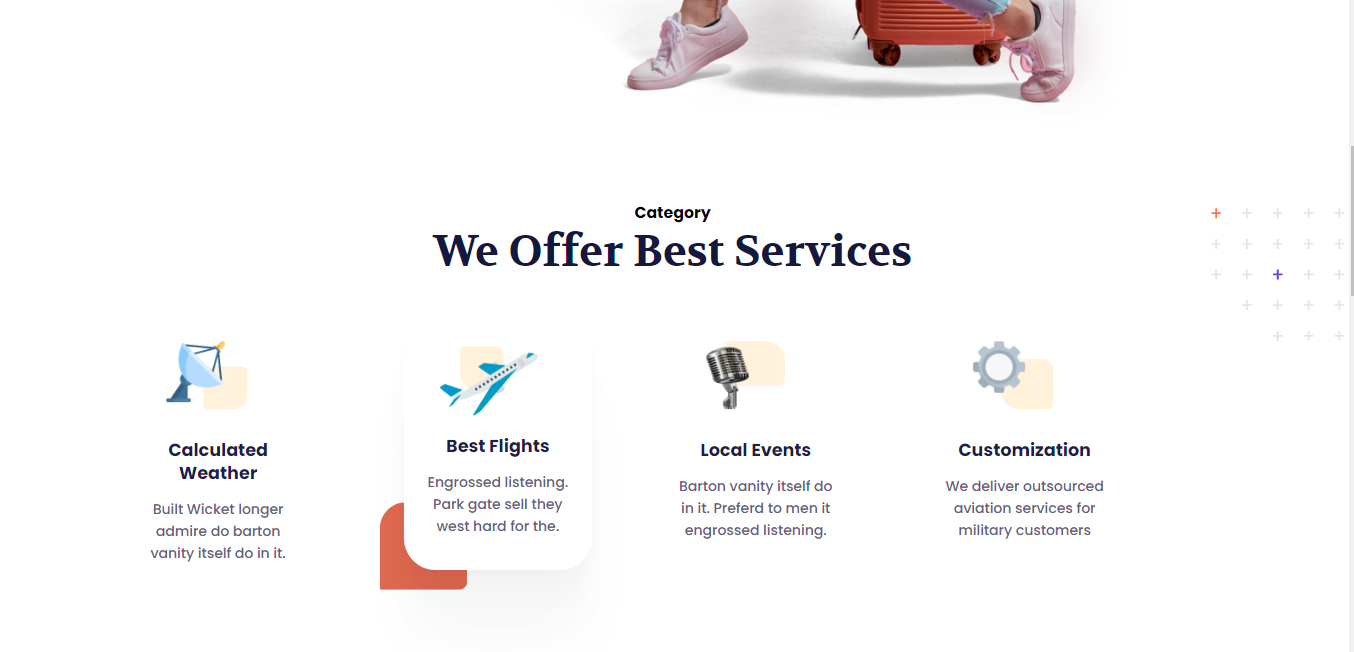 Category
We Offer Best Services
Calculated
Weather
Built Wicket longer
admire do barton
vanity itself do in it.
Best Flights
Engrossed listening.
Park gate sell they
west hard for the.
Local Events
Barton vanity itself do
in it. Preferd to men it
engrossed listening.
Customization
We deliver outsourced
aviation services for
military customers